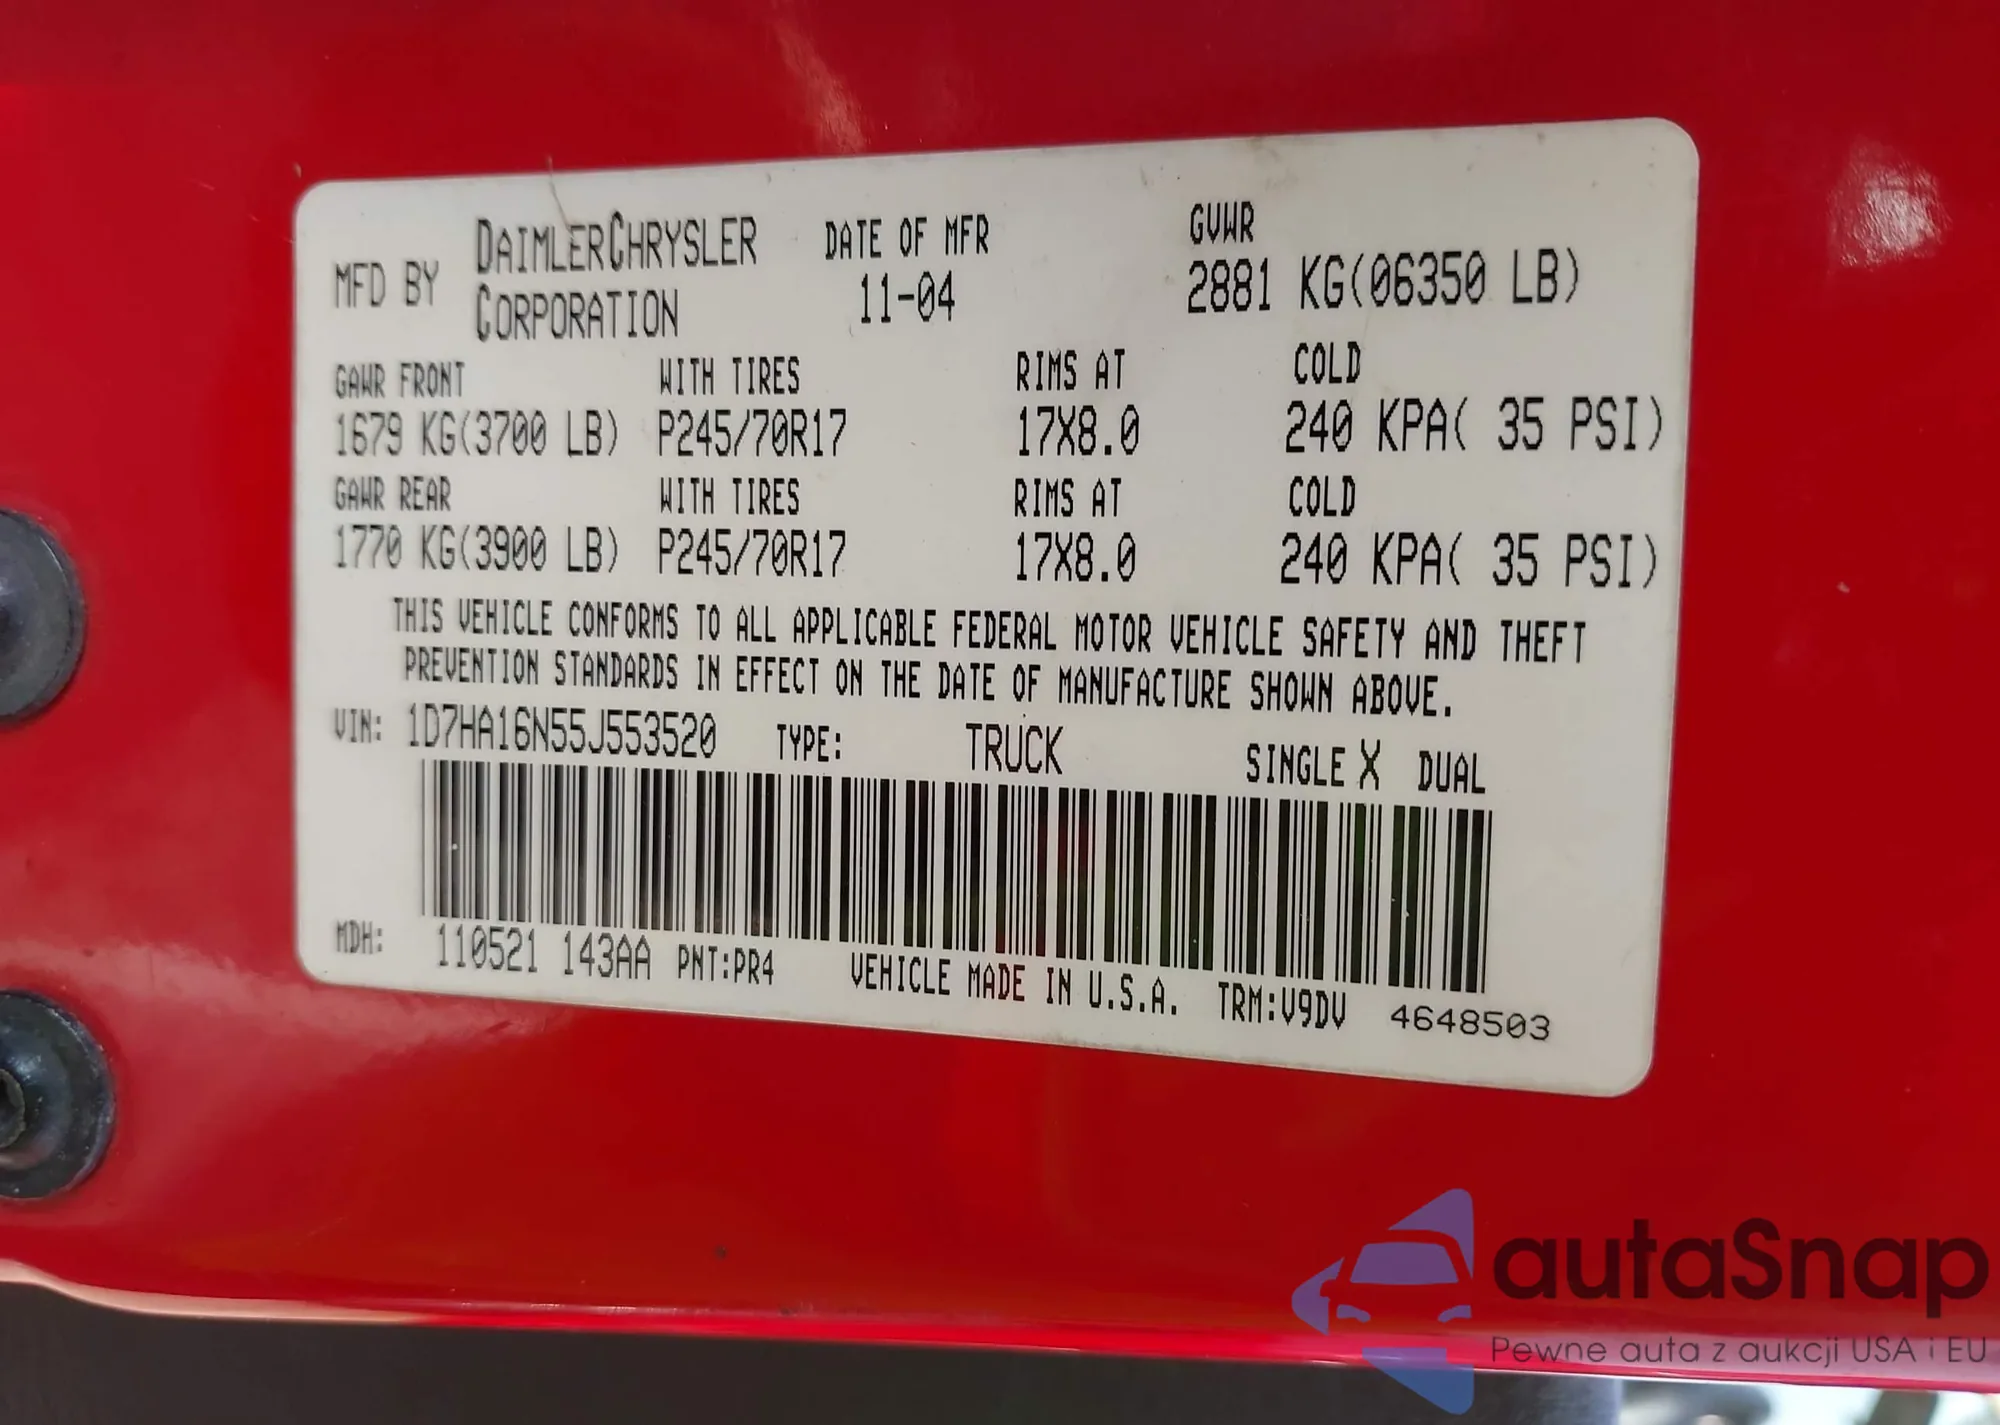 MFD BY DAIMLERCHRYSLER CORPORATION DATE OF MFR 11-04 GVWR 2881 KG(06350 LB)
GAWR FRONT WITH TIRES RIMS AT COLD
1679 KG(3700 LB) P245/70R17 17X8.0 240 KPA( 35 PSI)
GAWR REAR WITH TIRES RIMS AT COLD
1770 KG(3900 LB) P245/70R17 17X8.0 240 KPA( 35 PSI)
THIS VEHICLE CONFORMS TO ALL APPLICABLE FEDERAL MOTOR VEHICLE SAFETY AND THEFT
PREVENTION STANDARDS IN EFFECT ON THE DATE OF MANUFACTURE SHOWN ABOVE.
VIN: 1D7HA16N55J553520 TYPE: TRUCK SINGLE X DUAL
MDH: 110521 143AA PNT:PR4 VEHICLE MADE IN U.S.A. TRM:V9DV 4648503
autaSnap
Pewne auta z aukcji USA i EU